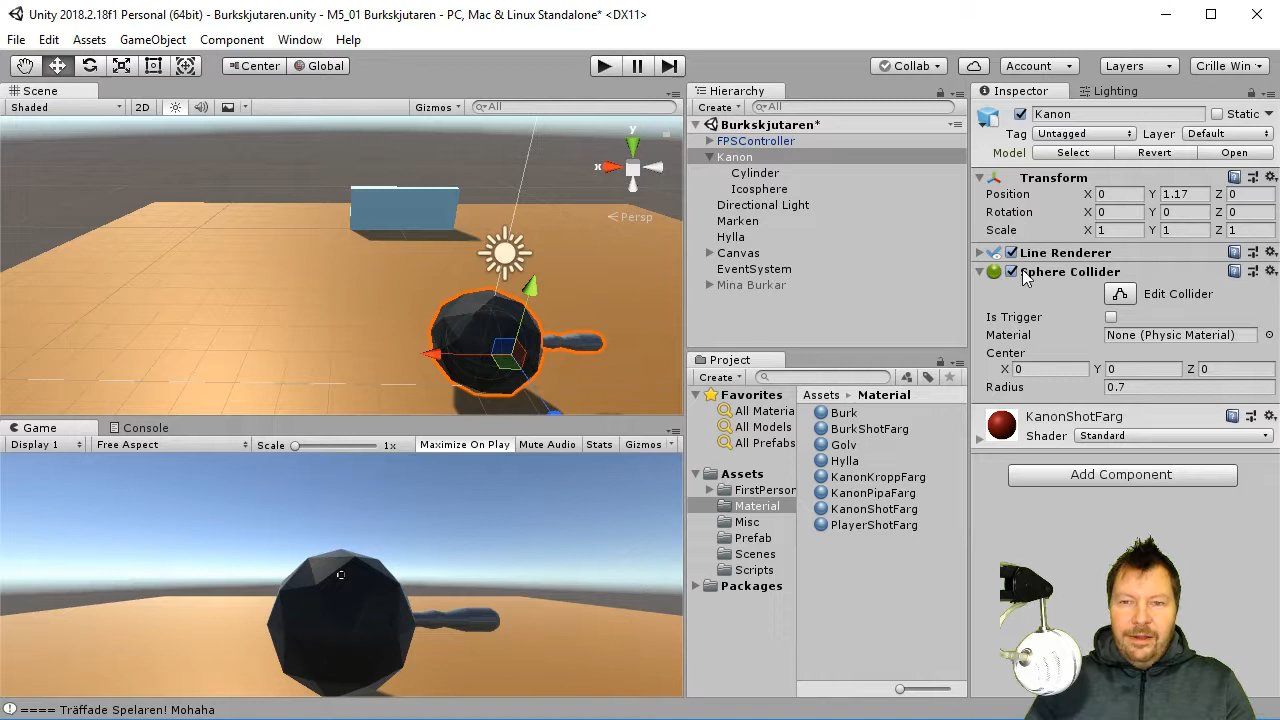 Unity 2018.2.18f1 Personal (64bit) - Burkskjutaren.unity - M5_01 Burkskjutaren - PC, Mac & Linux Standalone* <DX11>
File Edit Assets GameObject Component Window Help
Center Global Collab Account Layers Crille Win
Scene
Shaded 2D Gizmos All
y
x
Persp
Game Console
Display 1 Free Aspect Scale 1x Maximize On Play Mute Audio Stats Gizmos
Hierarchy
Create All
Burkskjutaren*
FPSController
Kanon
Cylinder
Icosphere
Directional Light
Marken
Hylla
Canvas
EventSystem
Mina Burkar
Project
Create
Favorites
All Materia
All Models
All Prefabs
Assets
FirstPerson
Material
Misc
Prefab
Scenes
Scripts
Packages
Assets Material
Burk
BurkShotFarg
Golv
Hylla
KanonKroppFarg
KanonPipaFarg
KanonShotFarg
PlayerShotFarg
Inspector Lighting
Kanon Static
Tag Untagged Layer Default
Model Select Revert Open
Transform
Position X 0 Y 1.17 Z 0
Rotation X 0 Y 0 Z 0
Scale X 1 Y 1 Z 1
Line Renderer
Sphere Collider
Edit Collider
Is Trigger
Material None (Physic Material)
Center
X 0 Y 0 Z 0
Radius 0.7
KanonShotFarg
Shader Standard
Add Component
==== Träffade Spelaren! Mohaha